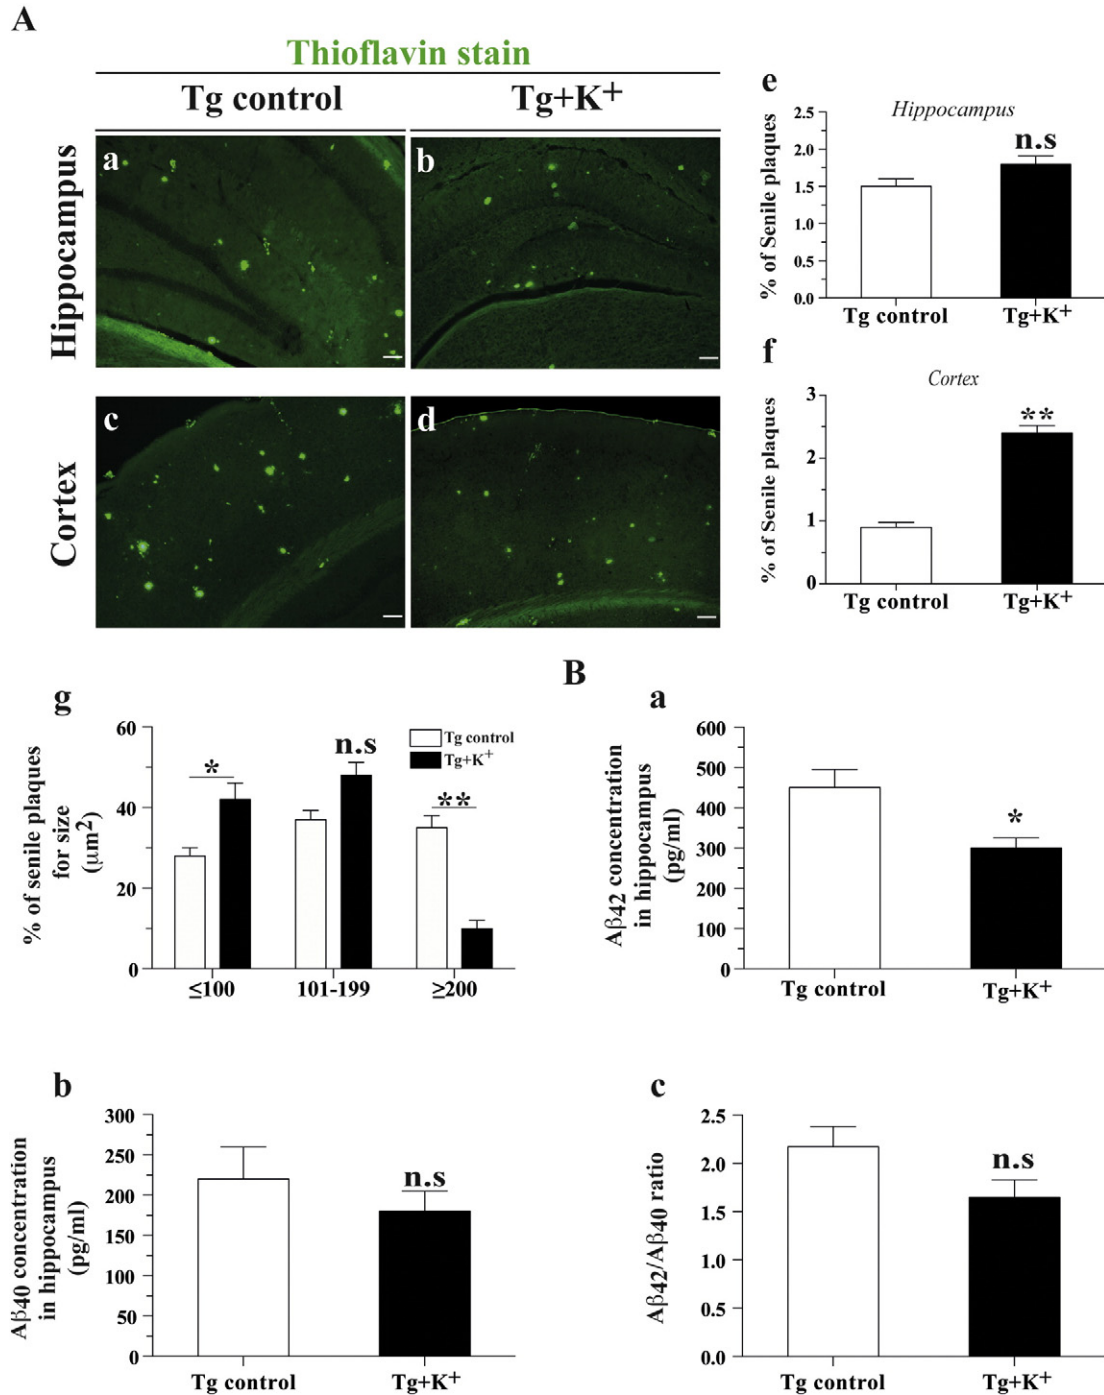 A
Thioflavin stain
Tg control
Tg+K+
Hippocampus
a
b
Cortex
c
d
e
Hippocampus
% of Senile plaques
2.5
2.0
1.5
1.0
0.5
0.0
n.s
Tg control
Tg+K+
f
Cortex
% of Senile plaques
3
2
1
0
**
Tg control
Tg+K+
g
% of senile plaques
for size
(μm2)
60
40
20
0
*
n.s
**
Tg control
Tg+K+
≤100
101-199
≥200
B
a
Aβ42 concentration
in hippocampus
(pg/ml)
600
500
400
300
200
100
0
*
Tg control
Tg+K+
b
Aβ40 concentration
in hippocampus
(pg/ml)
300
250
200
150
100
50
0
n.s
Tg control
Tg+K+
c
Aβ42/Aβ40 ratio
2.5
2.0
1.5
1.0
0.5
0.0
n.s
Tg control
Tg+K+